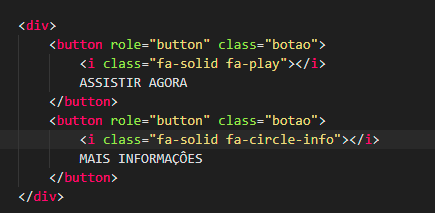 <div>
<button role="button" class="botao">
<i class="fa-solid fa-play"></i>
ASSISTIR AGORA
</button>
<button role="button" class="botao">
<i class="fa-solid fa-circle-info"></i>
MAIS INFORMAÇÔES
</button>
</div>